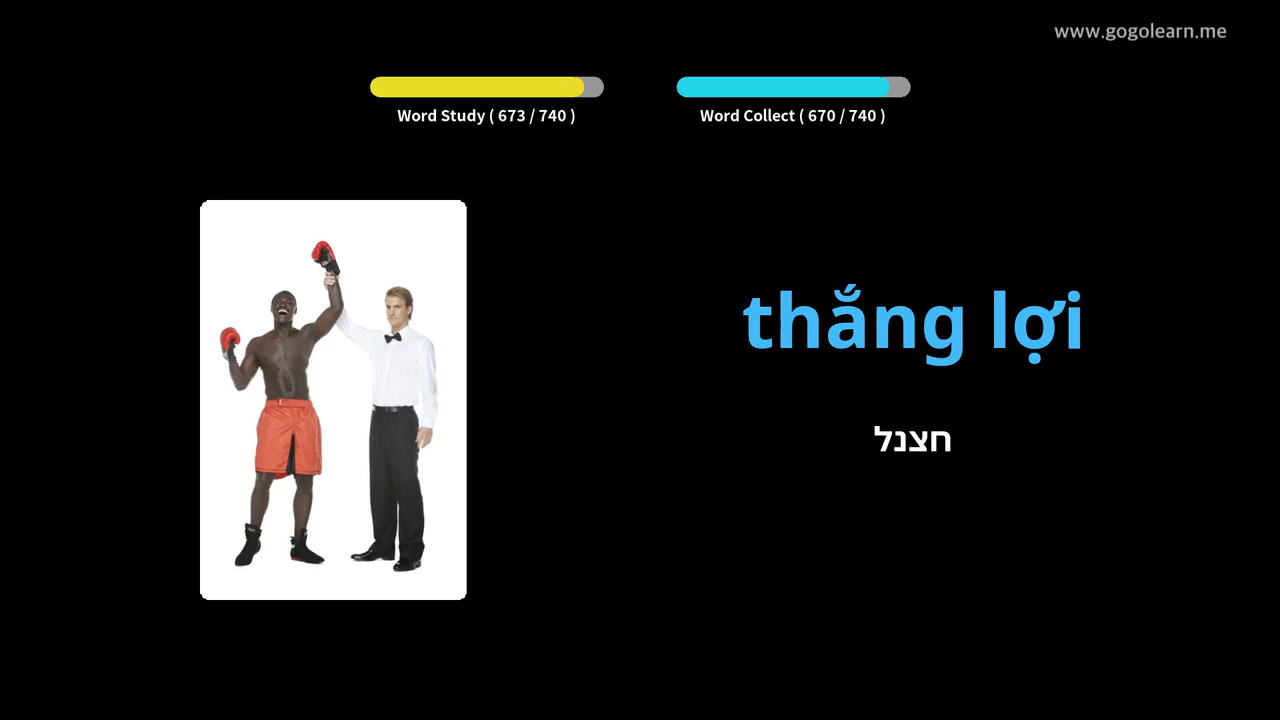 www.gogolearn.me
Word Study ( 673 / 740 )
Word Collect ( 670 / 740 )
thắng lợi
חצנל